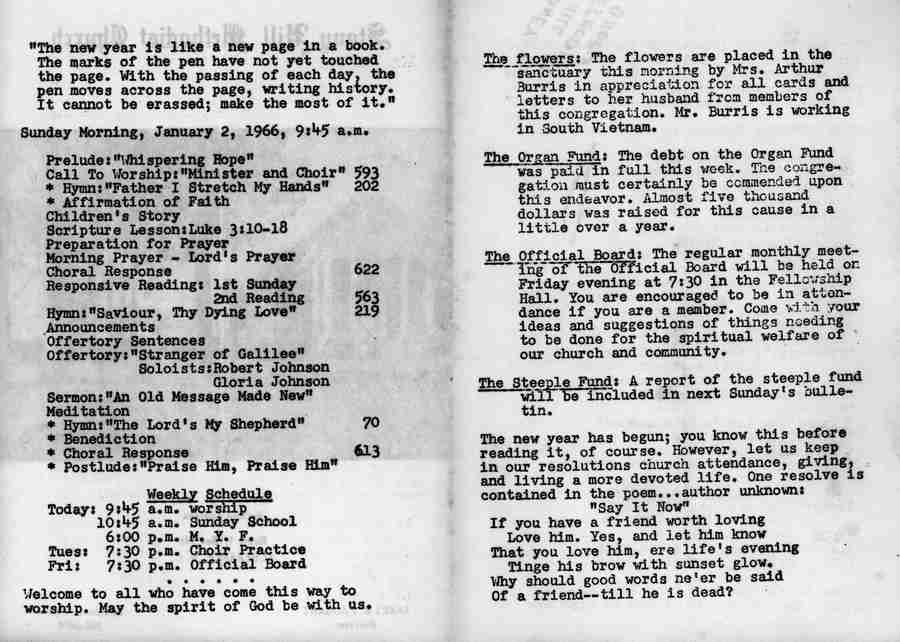 "The new year is like a new page in a book.
The marks of the pen have not yet touched
the page. With the passing of each day, the
pen moves across the page, writing history.
It cannot be erassed; make the most of it."
Sunday Morning, January 2, 1966, 9:45 a.m.
Prelude:"Whispering Hope"
Call To Worship:"Minister and Choir" 593
* Hymn:"Father I Stretch My Hands" 202
* Affirmation of Faith
Children's Story
Scripture Lesson:Luke 3:10-18
Preparation for Prayer
Morning Prayer - Lord's Prayer
Choral Response 622
Responsive Reading: 1st Sunday
2nd Reading 563
Hymn:"Saviour, Thy Dying Love" 219
Announcements
Offertory Sentences
Offertory:"Stranger of Galilee"
Soloists:Robert Johnson
Gloria Johnson
Sermon:"An Old Message Made New"
Meditation
* Hymn:"The Lord's My Shepherd" 70
* Benediction
* Choral Response 613
* Postlude:"Praise Him, Praise Him"
Weekly Schedule
Today: 9:45 a.m. worship
10:45 a.m. Sunday School
6:00 p.m. M. Y. F.
Tues: 7:30 p.m. Choir Practice
Fri: 7:30 p.m. Official Board
. . . . . .
Welcome to all who have come this way to
worship. May the spirit of God be with us.
The flowers: The flowers are placed in the
sanctuary this morning by Mrs. Arthur
Burris in appreciation for all cards and
letters to her husband from members of
this congregation. Mr. Burris is working
in South Vietnam.
The Organ Fund: The debt on the Organ Fund
was paid in full this week. The congre-
gation must certainly be commended upon
this endeavor. Almost five thousand
dollars was raised for this cause in a
little over a year.
The Official Board: The regular monthly meet-
ing of the Official Board will be held on
Friday evening at 7:30 in the Fellowship
Hall. You are encouraged to be in atten-
dance if you are a member. Come with your
ideas and suggestions of things needing
to be done for the spiritual welfare of
our church and community.
The Steeple Fund: A report of the steeple fund
will be included in next Sunday's bulle-
tin.
The new year has begun; you know this before
reading it, of course. However, let us keep
in our resolutions church attendance, giving,
and living a more devoted life. One resolve is
contained in the poem...author unknown:
"Say It Now"
If you have a friend worth loving
Love him. Yes, and let him know
That you love him, ere life's evening
Tinge his brow with sunset glow.
Why should good words ne'er be said
Of a friend--till he is dead?